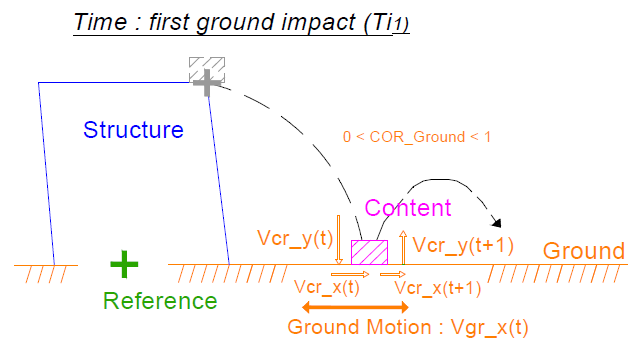 Time : first ground impact (Ti1)
Structure
0 < COR_Ground < 1
Content
Vcr_y(t)
Vcr_y(t+1)
Ground
Vcr_x(t)
Vcr_x(t+1)
Reference
Ground Motion : Vgr_x(t)